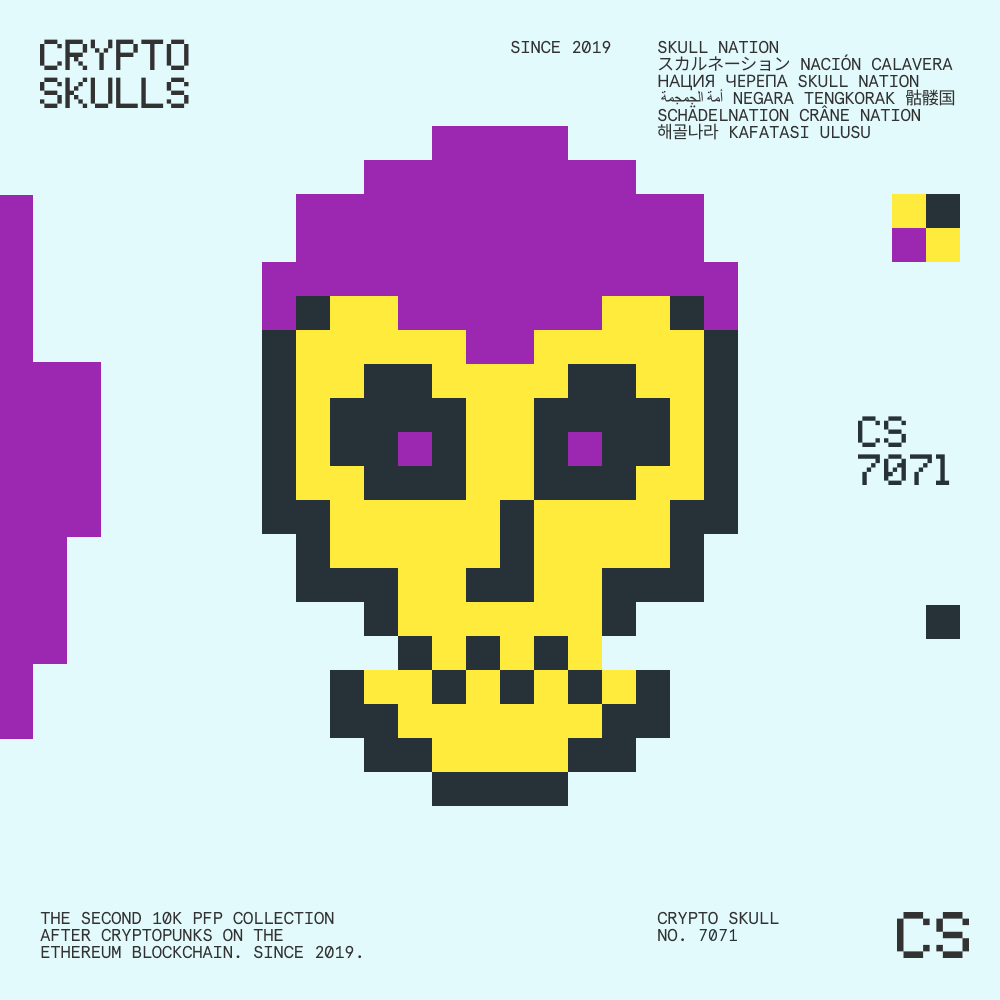 CRYPTO
SKULLS
SINCE 2019
SKULL NATION
スカルネーション NACIÓN CALAVERA
НАЦИЯ ЧЕРЕПА SKULL NATION
أمة الجمجمة NEGARA TENGKORAK 骷髅国
SCHÄDELNATION CRÂNE NATION
해골나라 KAFATASI ULUSU
CS
7071
THE SECOND 10K PFP COLLECTION
AFTER CRYPTOPUNKS ON THE
ETHEREUM BLOCKCHAIN. SINCE 2019.
CRYPTO SKULL
NO. 7071
CS